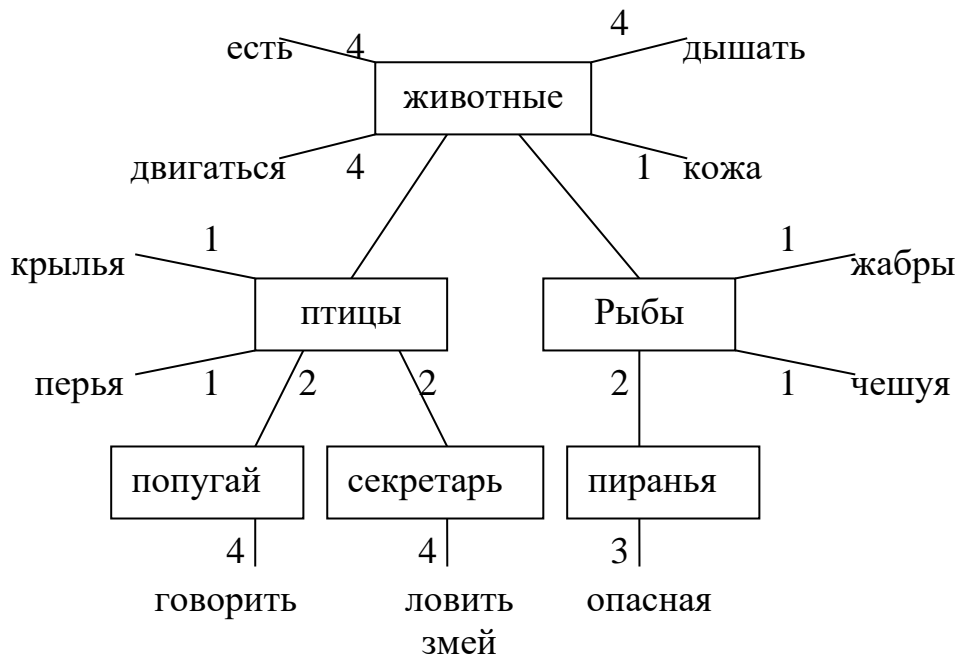 есть 4 4 дышать
животные
двигаться 4 1 кожа
крылья 1 1 жабры
птицы Рыбы
перья 1 2 2 2 1 чешуя
попугай секретарь пиранья
4 4 3
говорить ловить опасная
змей